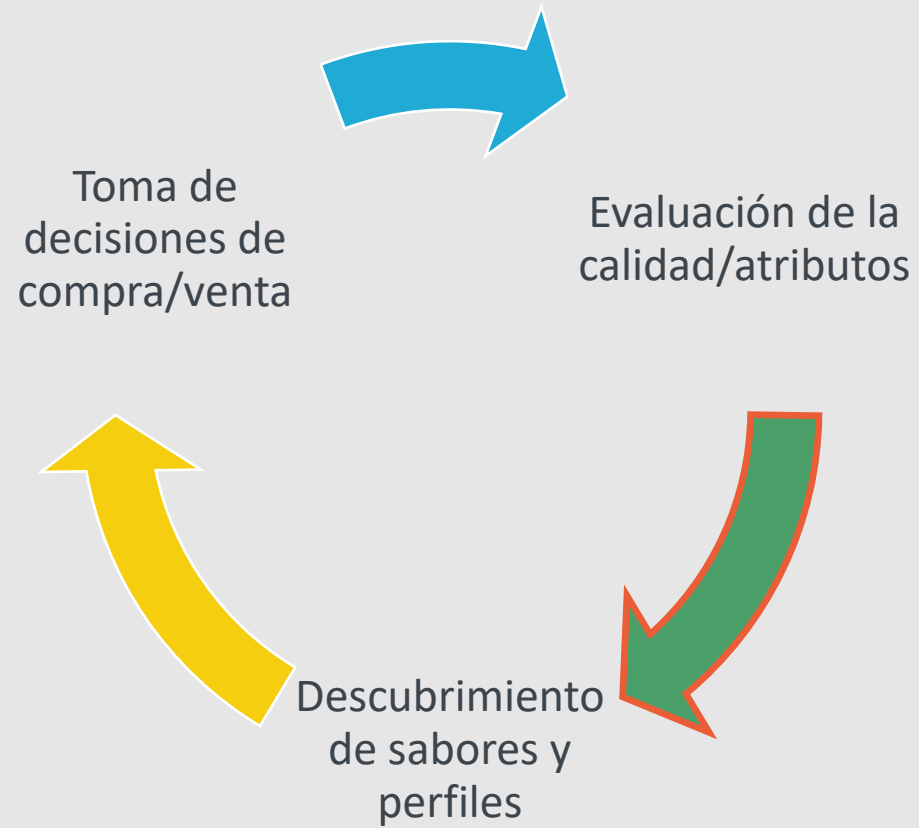 Toma de
decisiones de
compra/venta
Evaluación de la
calidad/atributos
Descubrimiento
de sabores y
perfiles